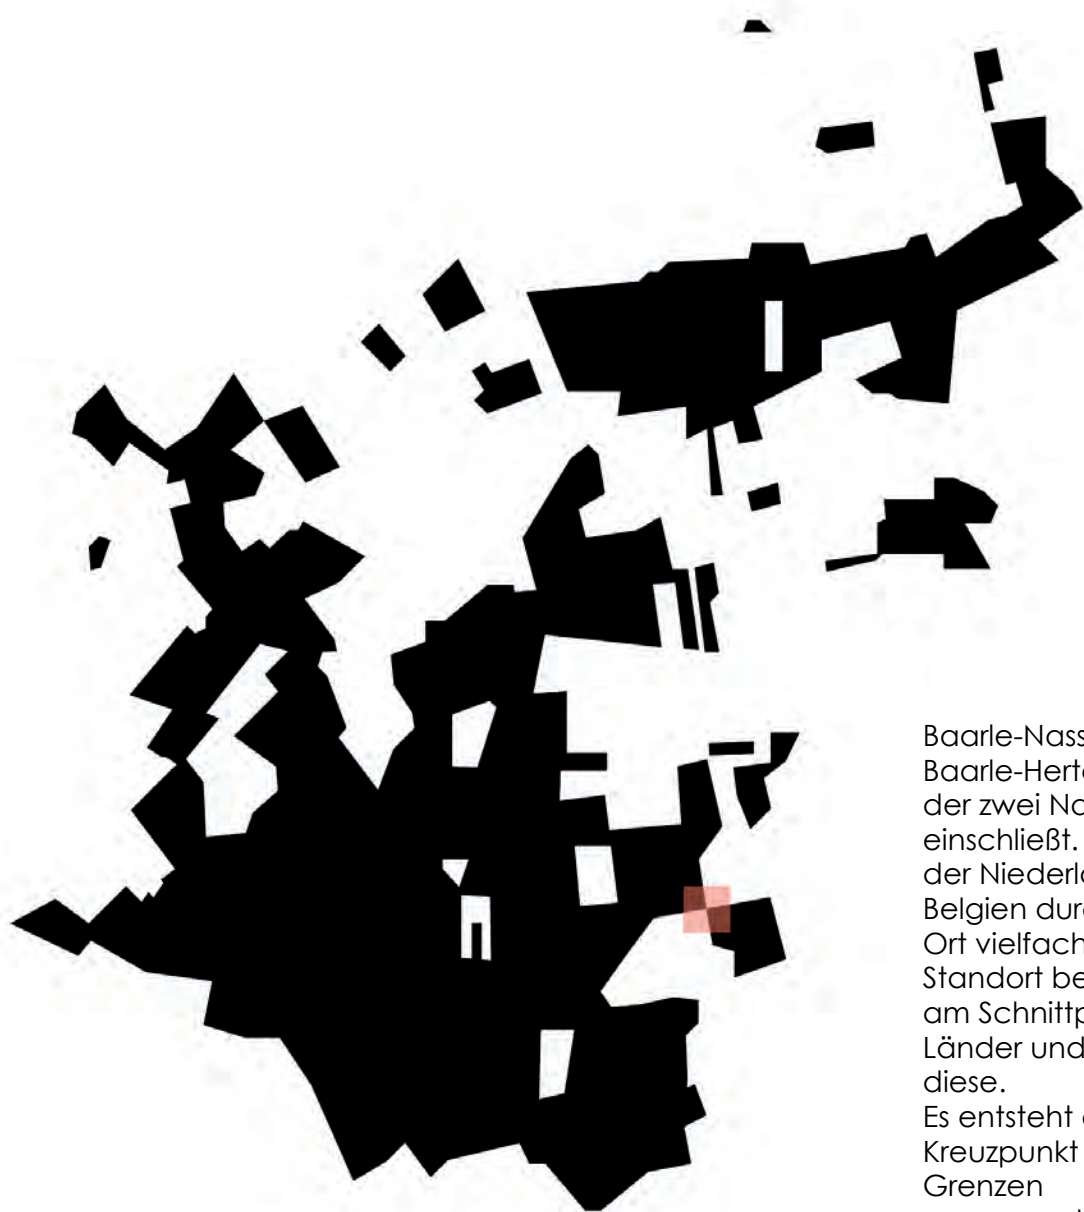 Baarle-Nass
Baarle-Herto
der zwei Na
einschließt.
der Niederla
Belgien durc
Ort vielfach
Standort be
am Schnittp
Länder und
diese.
Es entsteht e
Kreuzpunkt
Grenzen